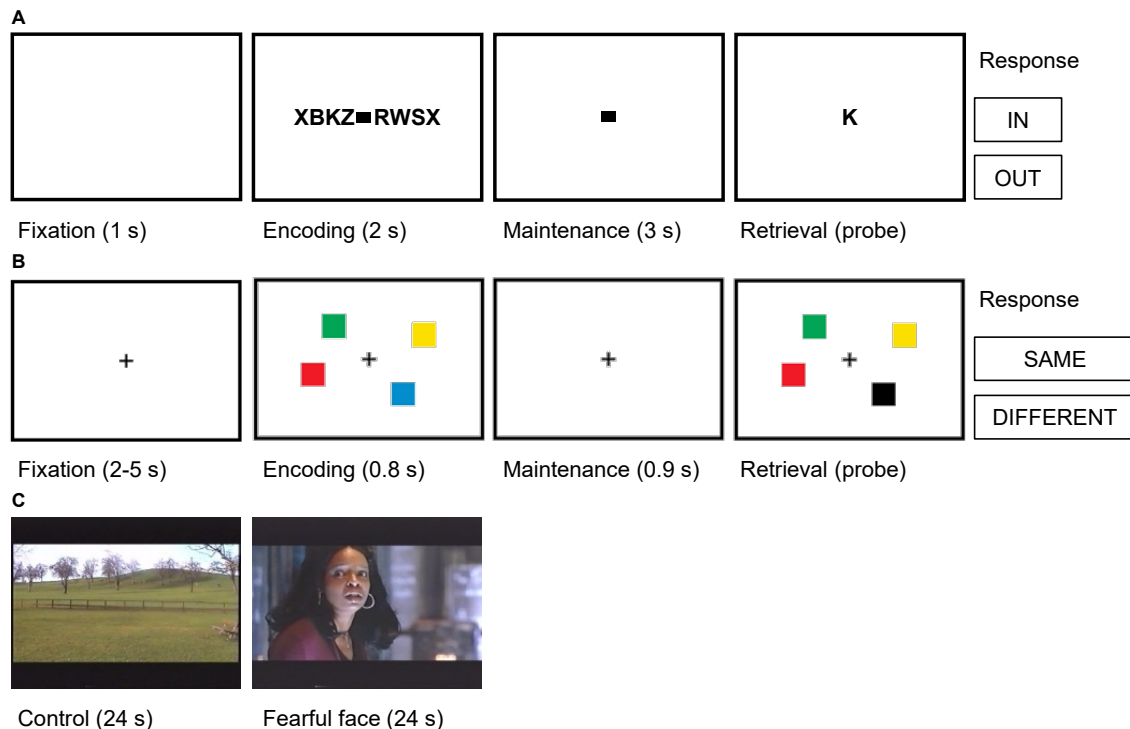 A
XBKZ■RWSX
K
Response
IN
OUT
Fixation (1 s)
Encoding (2 s)
Maintenance (3 s)
Retrieval (probe)
B
Response
SAME
DIFFERENT
Fixation (2-5 s)
Encoding (0.8 s)
Maintenance (0.9 s)
Retrieval (probe)
C
Control (24 s)
Fearful face (24 s)